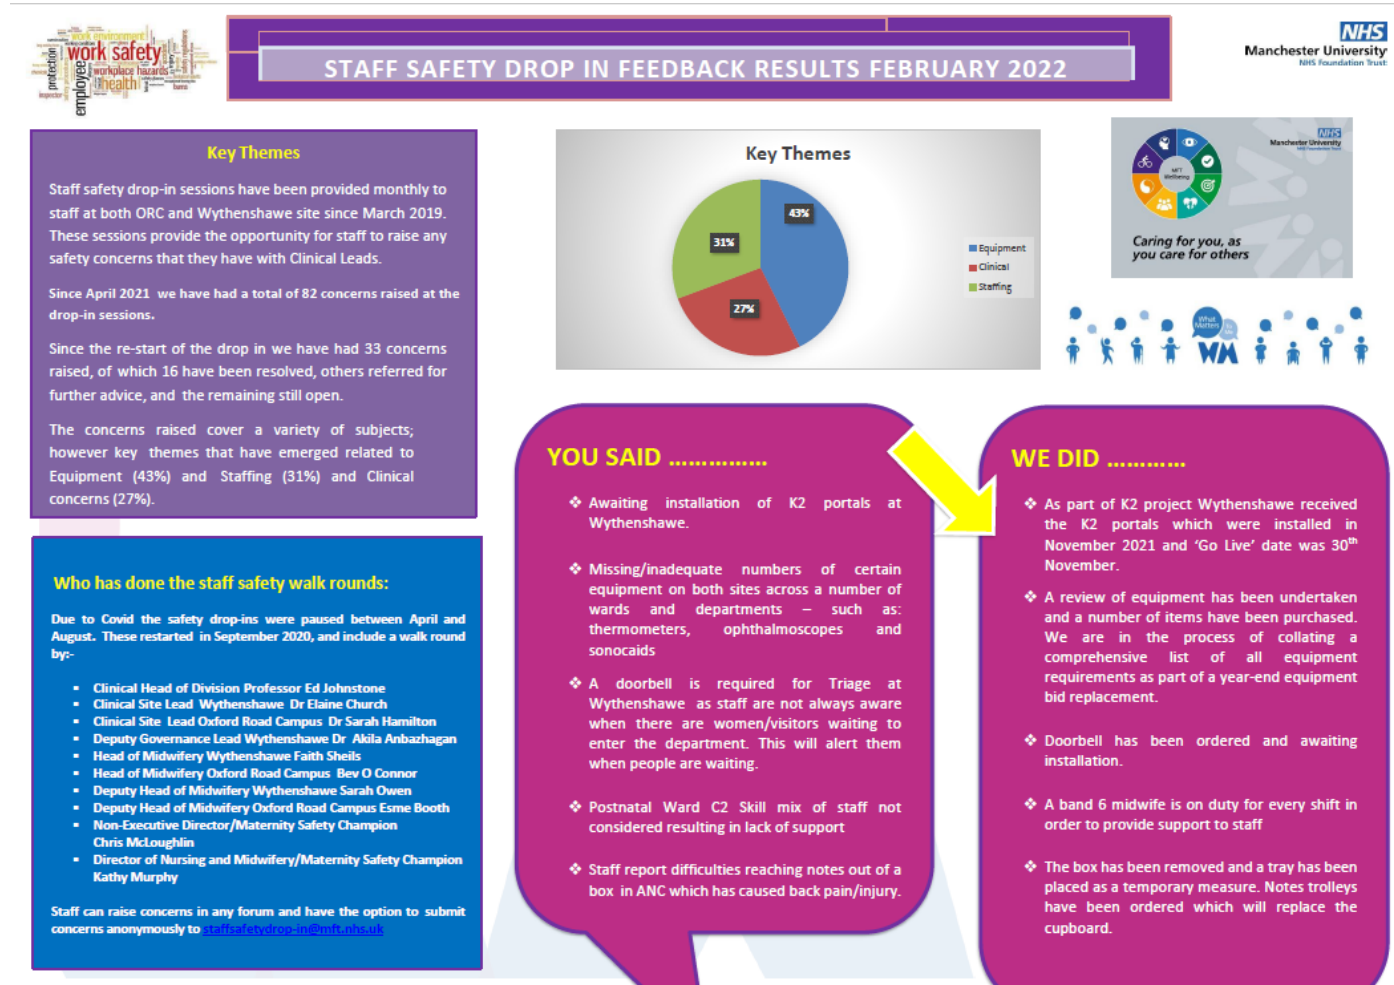 work environment
work safety
protection
employee
workplace hazards
health
burns
inspector
STAFF SAFETY DROP IN FEEDBACK RESULTS FEBRUARY 2022
NHS
Manchester University
NHS Foundation Trust
Key Themes
Staff safety drop-in sessions have been provided monthly to
staff at both ORC and Wythenshawe site since March 2019.
These sessions provide the opportunity for staff to raise any
safety concerns that they have with Clinical Leads.
Since April 2021 we have had a total of 82 concerns raised at the
drop-in sessions.
Since the re-start of the drop in we have had 33 concerns
raised, of which 16 have been resolved, others referred for
further advice, and the remaining still open.
The concerns raised cover a variety of subjects;
however key themes that have emerged related to
Equipment (43%) and Staffing (31%) and Clinical
concerns (27%).
Key Themes
43%
31%
27%
Equipment
Clinical
Staffing
NHS
Manchester University
NHS Foundation Trust
MFT
Wellbeing
Caring for you, as
you care for others
What
Matters
To
Me
WM
Who has done the staff safety walk rounds:
Due to Covid the safety drop-ins were paused between April and
August. These restarted in September 2020, and include a walk round
by:-
▪ Clinical Head of Division Professor Ed Johnstone
▪ Clinical Site Lead Wythenshawe Dr Elaine Church
▪ Clinical Site Lead Oxford Road Campus Dr Sarah Hamilton
▪ Deputy Governance Lead Wythenshawe Dr Akila Anbazhagan
▪ Head of Midwifery Wythenshawe Faith Sheils
▪ Head of Midwifery Oxford Road Campus Bev O Connor
▪ Deputy Head of Midwifery Wythenshawe Sarah Owen
▪ Deputy Head of Midwifery Oxford Road Campus Esme Booth
▪ Non-Executive Director/Maternity Safety Champion
Chris McLoughlin
▪ Director of Nursing and Midwifery/Maternity Safety Champion
Kathy Murphy
Staff can raise concerns in any forum and have the option to submit
concerns anonymously to staffsafetydrop-in@mft.nhs.uk
YOU SAID ……………
❖ Awaiting installation of K2 portals at
Wythenshawe.
❖ Missing/inadequate numbers of certain
equipment on both sites across a number of
wards and departments – such as:
thermometers, ophthalmoscopes and
sonocaids
❖ A doorbell is required for Triage at
Wythenshawe as staff are not always aware
when there are women/visitors waiting to
enter the department. This will alert them
when people are waiting.
❖ Postnatal Ward C2 Skill mix of staff not
considered resulting in lack of support
❖ Staff report difficulties reaching notes out of a
box in ANC which has caused back pain/injury.
WE DID …………
❖ As part of K2 project Wythenshawe received
the K2 portals which were installed in
November 2021 and ‘Go Live’ date was 30th
November.
❖ A review of equipment has been undertaken
and a number of items have been purchased.
We are in the process of collating a
comprehensive list of all equipment
requirements as part of a year-end equipment
bid replacement.
❖ Doorbell has been ordered and awaiting
installation.
❖ A band 6 midwife is on duty for every shift in
order to provide support to staff
❖ The box has been removed and a tray has been
placed as a temporary measure. Notes trolleys
have been ordered which will replace the
cupboard.